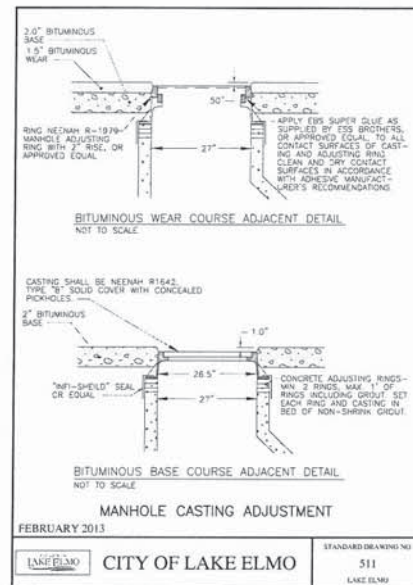 2.0" BITUMINOUS
BASE
1.5" BITUMINOUS
WEAR
RING NEENAH R-1979
MANHOLE ADJUSTING
RING WITH 2" RISE, OR
APPROVED EQUAL
50"
27"
APPLY EBS SUPER GLUE AS
SUPPLIED BY ESS BROTHERS,
OR APPROVED EQUAL, TO ALL
CONTACT SURFACES OF CAST-
ING AND ADJUSTING RING
CLEAN AND DRY CONTACT
SURFACES IN ACCORDANCE
WITH ADHESIVE MANUFACT-
URER'S RECOMMENDATIONS.
BITUMINOUS WEAR COURSE ADJACENT DETAIL
NOT TO SCALE
CASTING SHALL BE NEENAH R1642,
TYPE "B" SOLID COVER WITH CONCEALED
PICKHOLES.
2" BITUMINOUS
BASE
1.0"
26.5"
"INFI-SHEILD" SEAL
OR EQUAL
27"
CONCRETE ADJUSTING RINGS-
MIN 2 RINGS, MAX. 1' OF
RINGS INCLUDING GROUT. SET
EACH RING AND CASTING IN
BED OF NON-SHRINK GROUT.
BITUMINOUS BASE COURSE ADJACENT DETAIL
NOT TO SCALE
MANHOLE CASTING ADJUSTMENT
FEBRUARY 2013
LAKE ELMO
CITY OF LAKE ELMO
STANDARD DRAWING NO
511
LAKE ELMO